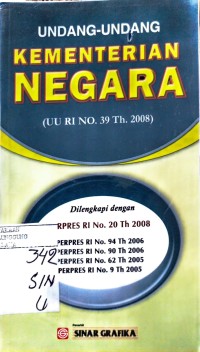 UNDANG-UNDANG
KEMENTERIAN
NEGARA
(UU RI NO. 39 Th. 2008)
Dilengkapi dengan
RPRES RI No. 20 Th 2008
PERPRES RI No. 94 Th 2006
PERPRES RI No. 90 Th 2006
PERPRES RI No. 62 Th 2005
PERPRES RI No. 9 Th 2005
342
SIN
U
Penerbit
SINAR GRAFIKA